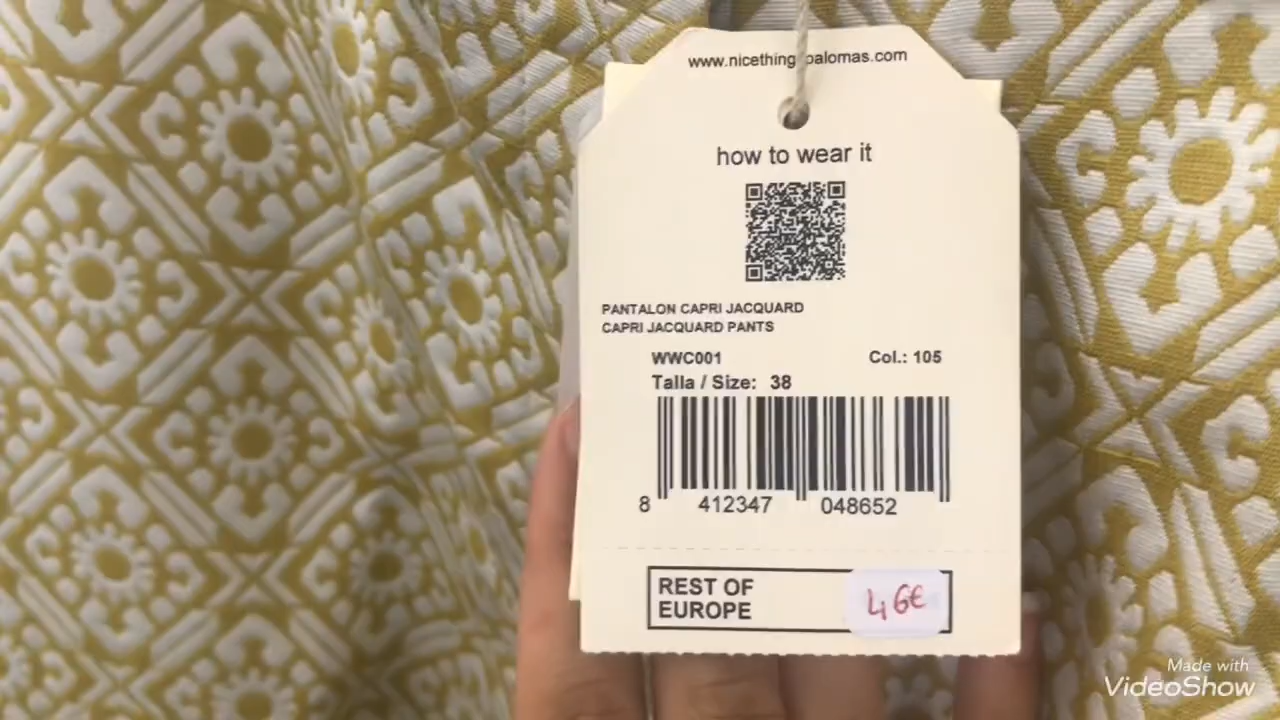 www.nicething palomas.com
how to wear it
PANTALON CAPRI JACQUARD
CAPRI JACQUARD PANTS
WWC001 Col.: 105
Talla / Size: 38
8 412347 048652
REST OF
EUROPE
46€
Made with
VideoShow